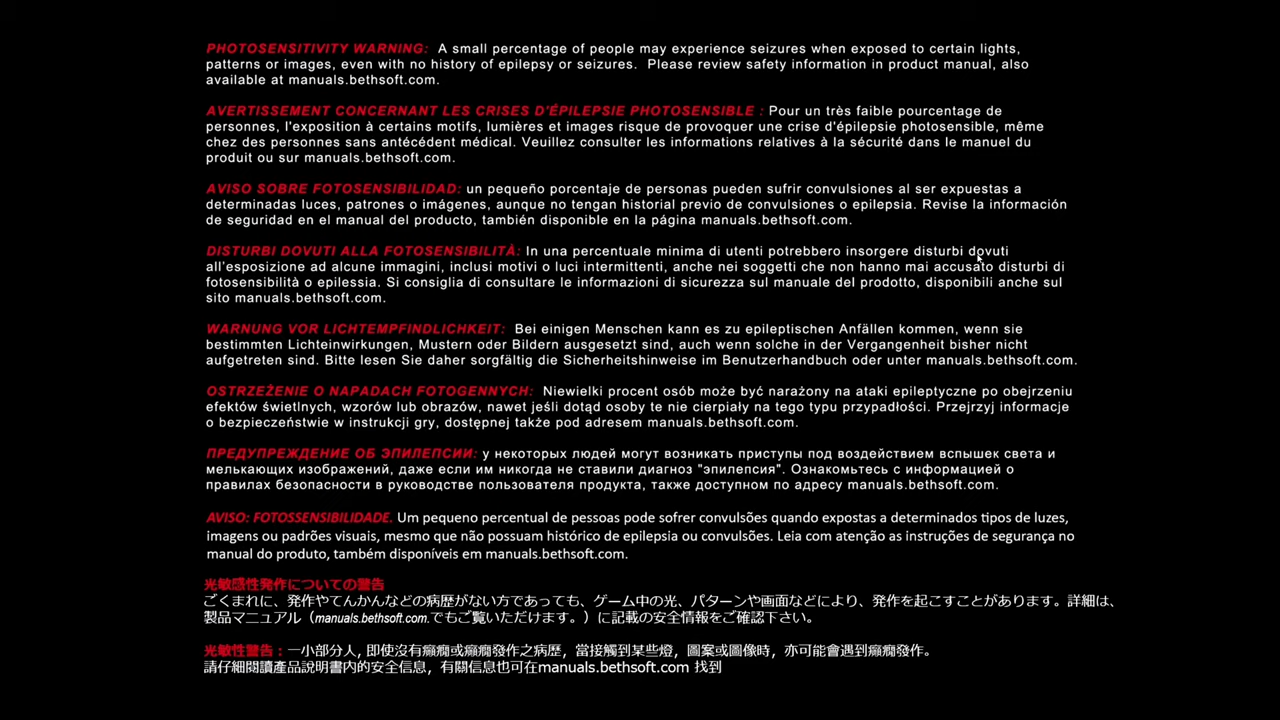 PHOTOSENSITIVITY WARNING: A small percentage of people may experience seizures when exposed to certain lights,
patterns or images, even with no history of epilepsy or seizures. Please review safety information in product manual, also
available at manuals.bethsoft.com.
AVERTISSEMENT CONCERNANT LES CRISES D'ÉPILEPSIE PHOTOSENSIBLE : Pour un très faible pourcentage de
personnes, l'exposition à certains motifs, lumières et images risque de provoquer une crise d'épilepsie photosensible, même
chez des personnes sans antécédent médical. Veuillez consulter les informations relatives à la sécurité dans le manuel du
produit ou sur manuals.bethsoft.com.
AVISO SOBRE FOTOSENSIBILIDAD: un pequeño porcentaje de personas pueden sufrir convulsiones al ser expuestas a
determinadas luces, patrones o imágenes, aunque no tengan historial previo de convulsiones o epilepsia. Revise la información
de seguridad en el manual del producto, también disponible en la página manuals.bethsoft.com.
DISTURBI DOVUTI ALLA FOTOSENSIBILITÀ: In una percentuale minima di utenti potrebbero insorgere disturbi dovuti
all'esposizione ad alcune immagini, inclusi motivi o luci intermittenti, anche nei soggetti che non hanno mai accusato disturbi di
fotosensibilità o epilessia. Si consiglia di consultare le informazioni di sicurezza sul manuale del prodotto, disponibili anche sul
sito manuals.bethsoft.com.
WARNUNG VOR LICHTEMPFINDLICHKEIT: Bei einigen Menschen kann es zu epileptischen Anfällen kommen, wenn sie
bestimmten Lichteinwirkungen, Mustern oder Bildern ausgesetzt sind, auch wenn solche in der Vergangenheit bisher nicht
aufgetreten sind. Bitte lesen Sie daher sorgfältig die Sicherheitshinweise im Benutzerhandbuch oder unter manuals.bethsoft.com.
OSTRZEŻENIE O NAPADACH FOTOGENNYCH: Niewielki procent osób może być narażony na ataki epileptyczne po obejrzeniu
efektów świetlnych, wzorów lub obrazów, nawet jeśli dotąd osoby te nie cierpiały na tego typu przypadłości. Przejrzyj informacje
o bezpieczeństwie w instrukcji gry, dostępnej także pod adresem manuals.bethsoft.com.
ПРЕДУПРЕЖДЕНИЕ ОБ ЭПИЛЕПСИИ: у некоторых людей могут возникать приступы под воздействием вспышек света и
мелькающих изображений, даже если им никогда не ставили диагноз "эпилепсия". Ознакомьтесь с информацией о
правилах безопасности в руководстве пользователя продукта, также доступном по адресу manuals.bethsoft.com.
AVISO: FOTOSSENSIBILIDADE. Um pequeno percentual de pessoas pode sofrer convulsões quando expostas a determinados tipos de luzes,
imagens ou padrões visuais, mesmo que não possuam histórico de epilepsia ou convulsões. Leia com atenção as instruções de segurança no
manual do produto, também disponíveis em manuals.bethsoft.com.
光敏感性発作についての警告
ごくまれに、発作やてんかんなどの病歴がない方であっても、ゲーム中の光、パターンや画面などにより、発作を起こすことがあります。詳細は、
製品マニュアル（manuals.bethsoft.com.でもご覧いただけます。）に記載の安全情報をご確認下さい。
光敏性警告：一小部分人, 即使沒有癲癇或癲癇發作之病歷，當接觸到某些燈，圖案或圖像時，亦可能會遇到癲癇發作。
請仔細閱讀產品說明書内的安全信息，有關信息也可在manuals.bethsoft.com 找到